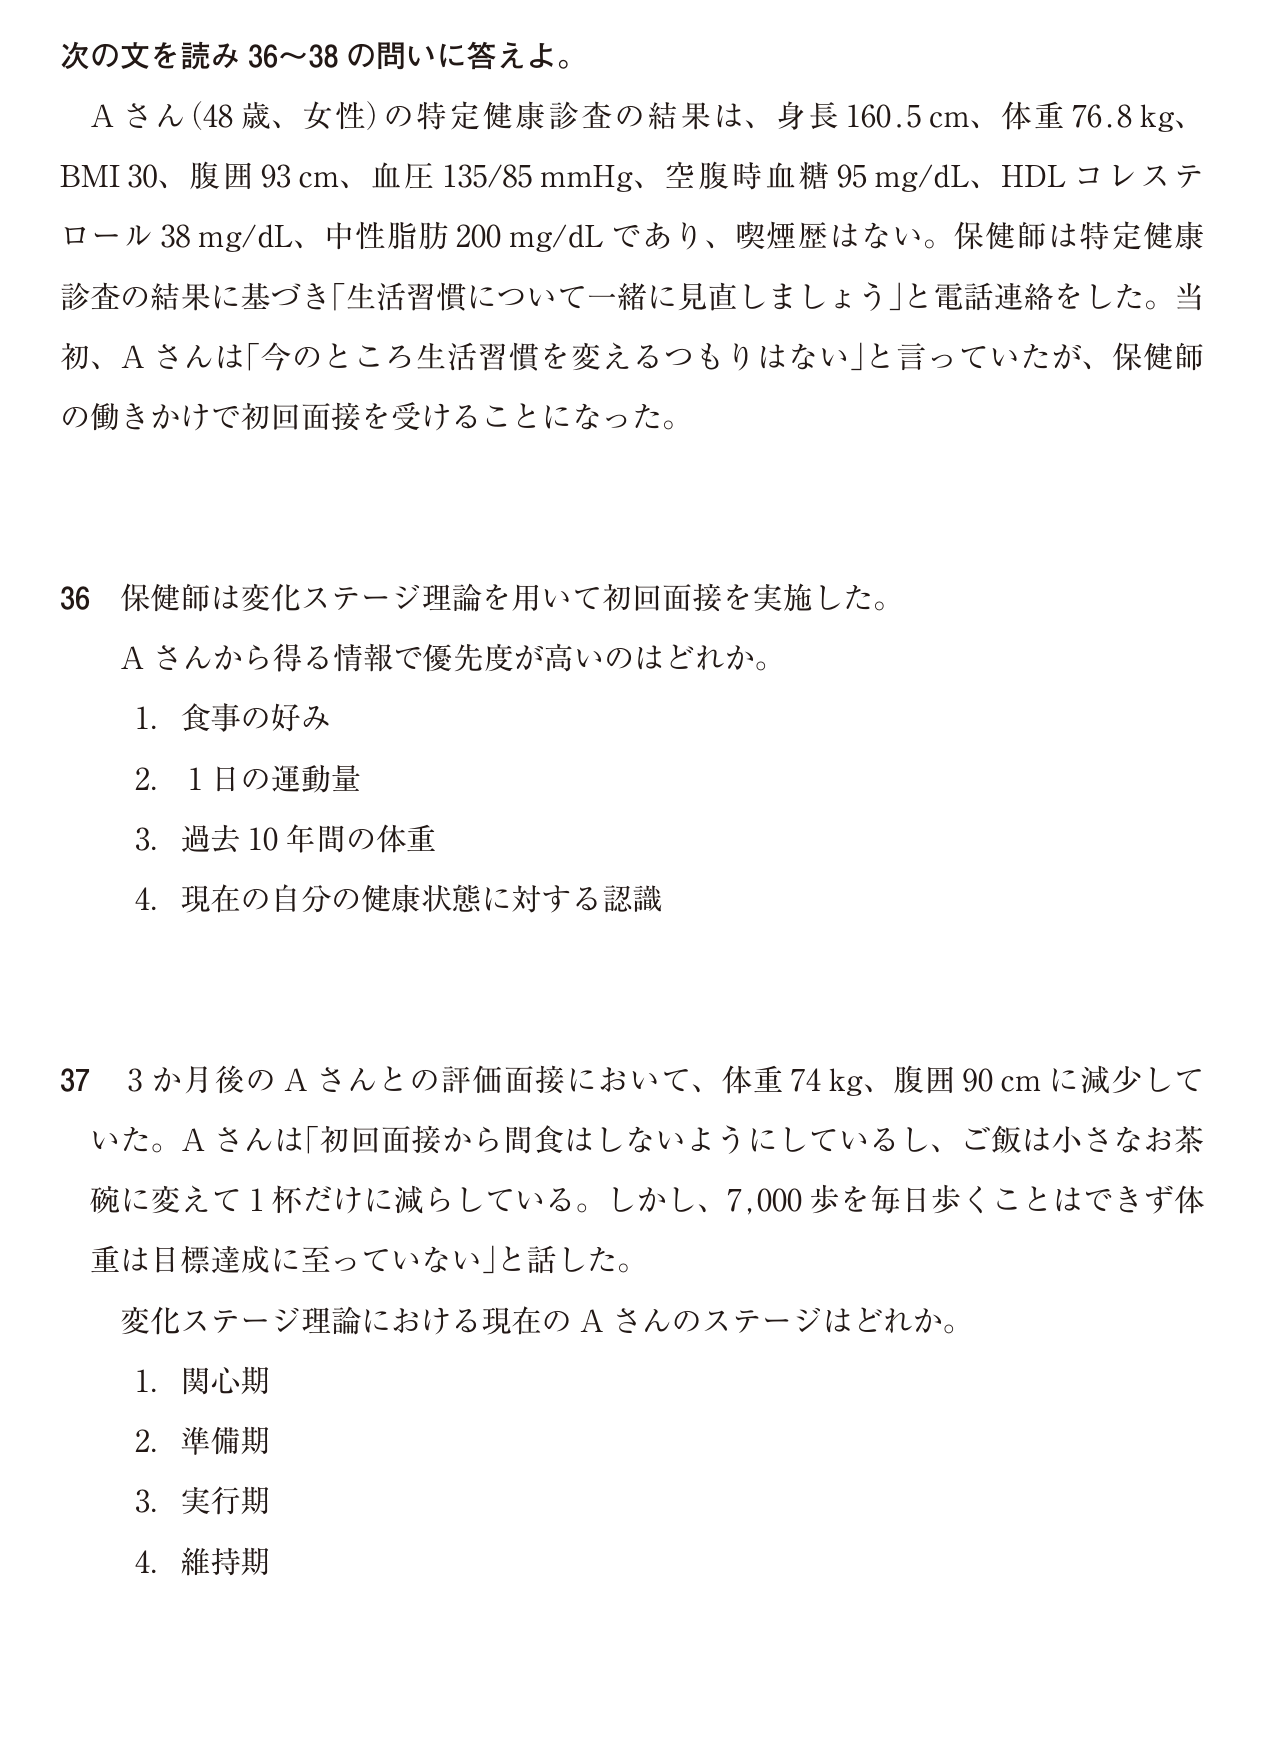 次の文を読み 36～38 の問いに答えよ。
A さん(48 歳、女性)の特定健康診査の結果は、身長 160.5 cm、体重 76.8 kg、
BMI 30、腹囲 93 cm、血圧 135/85 mmHg、空腹時血糖 95 mg/dL、HDL コレステ
ロール 38 mg/dL、中性脂肪 200 mg/dL であり、喫煙歴はない。保健師は特定健康
診査の結果に基づき「生活習慣について一緒に見直しましょう」と電話連絡をした。当
初、A さんは「今のところ生活習慣を変えるつもりはない」と言っていたが、保健師
の働きかけで初回面接を受けることになった。
36 保健師は変化ステージ理論を用いて初回面接を実施した。
A さんから得る情報で優先度が高いのはどれか。
1. 食事の好み
2. 1 日の運動量
3. 過去 10 年間の体重
4. 現在の自分の健康状態に対する認識
37 3 か月後の A さんとの評価面接において、体重 74 kg、腹囲 90 cm に減少して
いた。A さんは「初回面接から間食はしないようにしているし、ご飯は小さなお茶
碗に変えて 1 杯だけに減らしている。しかし、7,000 歩を毎日歩くことはできず体
重は目標達成に至っていない」と話した。
変化ステージ理論における現在の A さんのステージはどれか。
1. 関心期
2. 準備期
3. 実行期
4. 維持期